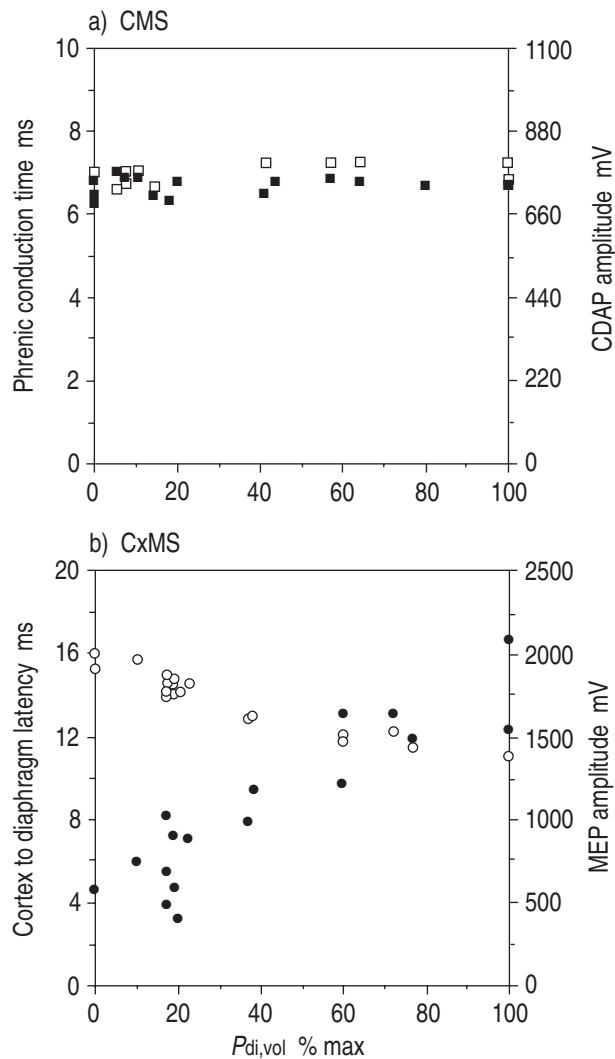 a) CMS
10
8
6
4
2
0
Phrenic conduction time ms
1100
880
660
440
220
0
CDAP amplitude mV
0 20 40 60 80 100
b) CxMS
20
16
12
8
4
0
Cortex to diaphragm latency ms
2500
2000
1500
1000
500
0
MEP amplitude mV
0 20 40 60 80 100
Pdi,vol % max